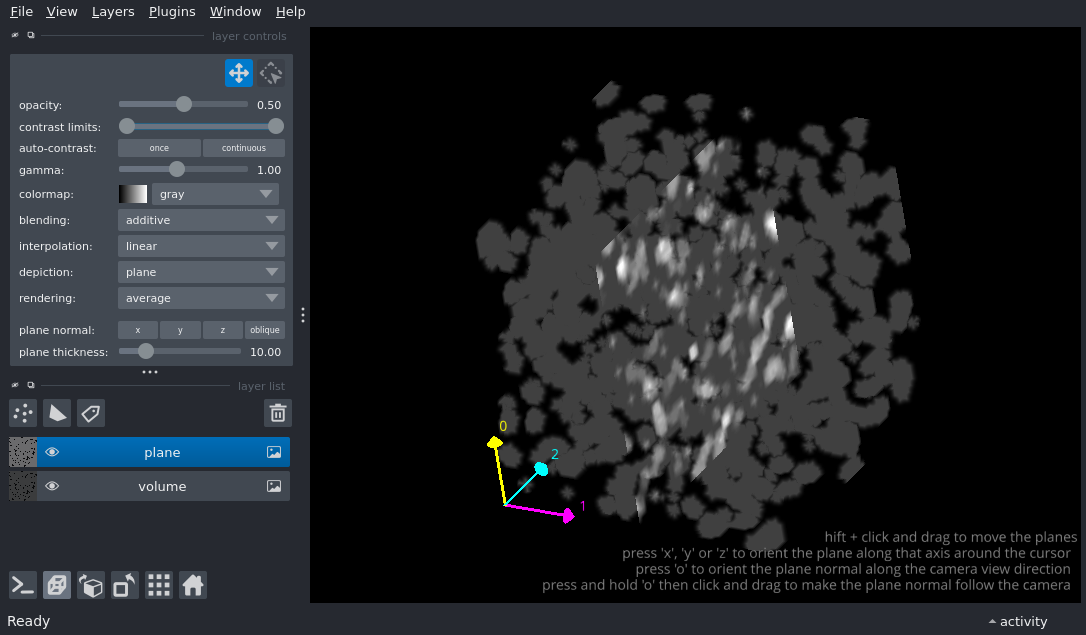 File View Layers Plugins Window Help
layer controls
opacity: 0.50
contrast limits:
auto-contrast: once continuous
gamma: 1.00
colormap: gray
blending: additive
interpolation: linear
depiction: plane
rendering: average
plane normal: x y z oblique
plane thickness: 10.00
layer list
plane
volume
0
2
1
hift + click and drag to move the planes
press 'x', 'y' or 'z' to orient the plane along that axis around the cursor
press 'o' to orient the plane normal along the camera view direction
press and hold 'o' then click and drag to make the plane normal follow the camera
Ready
activity